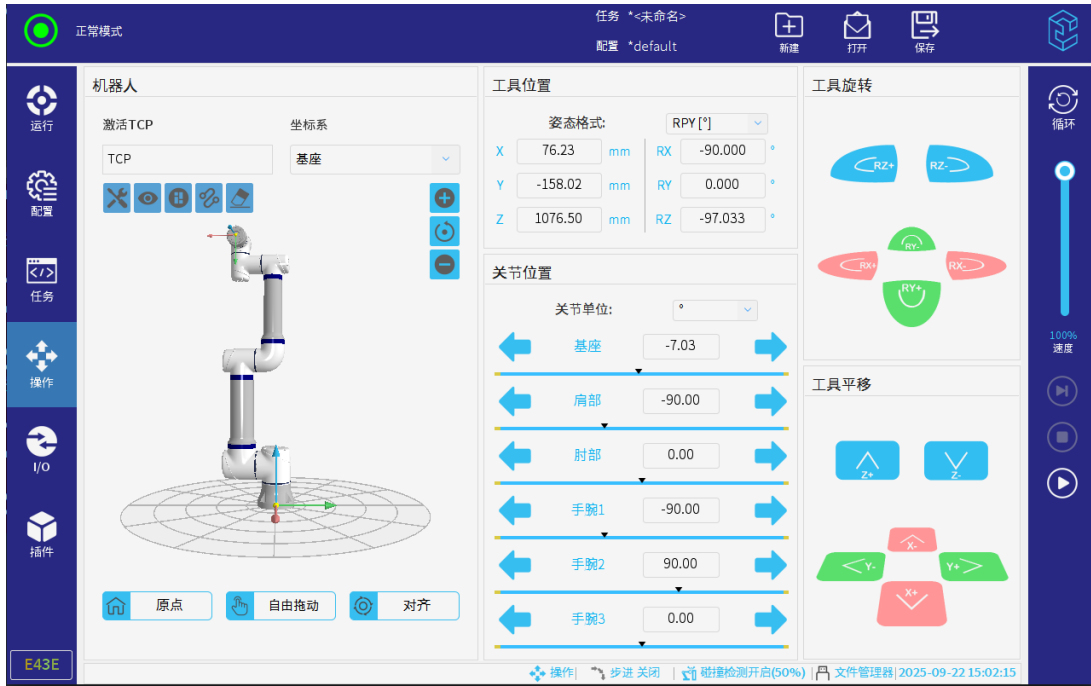 正常模式
任务 *<未命名>
配置 *default
新建
打开
保存
运行
配置
任务
操作
I/O
插件
E43E
机器人
激活TCP
坐标系
TCP
基座
原点
自由拖动
对齐
工具位置
姿态格式: RPY[°]
X 76.23 mm RX -90.000 °
Y -158.02 mm RY 0.000 °
Z 1076.50 mm RZ -97.033 °
关节位置
关节单位: °
基座 -7.03
肩部 -90.00
肘部 0.00
手腕1 -90.00
手腕2 90.00
手腕3 0.00
工具旋转
RZ+ RZ-
RY-
RX+ RX-
RY+
工具平移
Z+ Z-
X-
Y- Y+
X+
循环
100%
速度
操作| 步进 关闭 | 碰撞检测开启(50%) | 文件管理器|2025-09-22 15:02:15